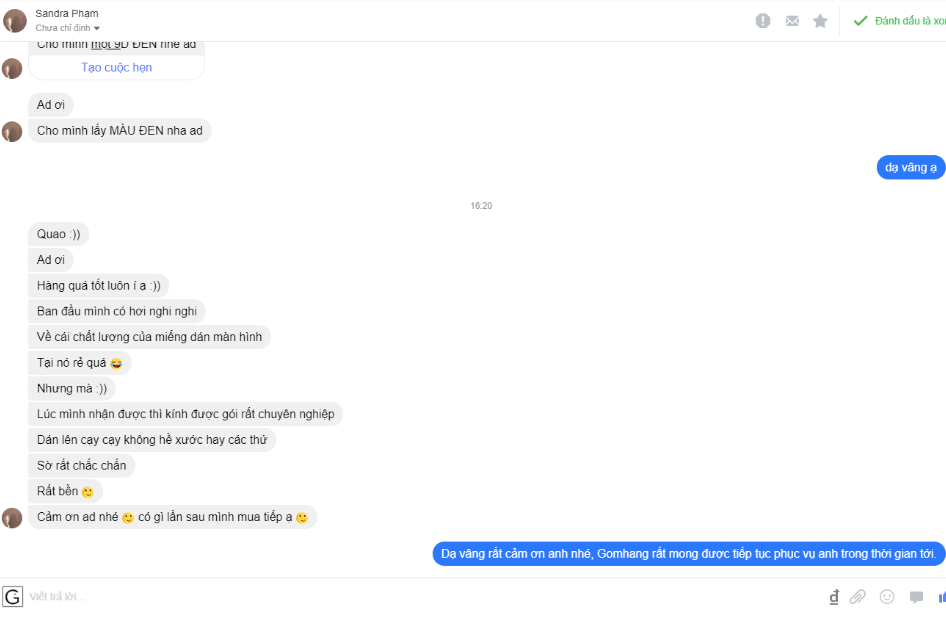 Sandra Phạm
Chưa chỉ định
Đánh dấu là xo
Cho mình một 9D ĐEN nhé ad
Tạo cuộc hẹn
Ad ơi
Cho mình lấy MÀU ĐEN nha ad
dạ vâng ạ
16:20
Quao :))
Ad ơi
Hàng quá tốt luôn í ạ :))
Ban đầu mình có hơi nghi nghi
Về cái chất lượng của miếng dán màn hình
Tại nó rẻ quá 😂
Nhưng mà :))
Lúc mình nhận được thì kính được gói rất chuyên nghiệp
Dán lên cạy cạy không hề xước hay các thứ
Sờ rất chắc chắn
Rất bền 🙂
Cảm ơn ad nhé 🙂 có gì lần sau mình mua tiếp ạ 🙂
Dạ vâng rất cảm ơn anh nhé, Gomhang rất mong được tiếp tục phục vụ anh trong thời gian tới.
G Viết trả lời...
đ